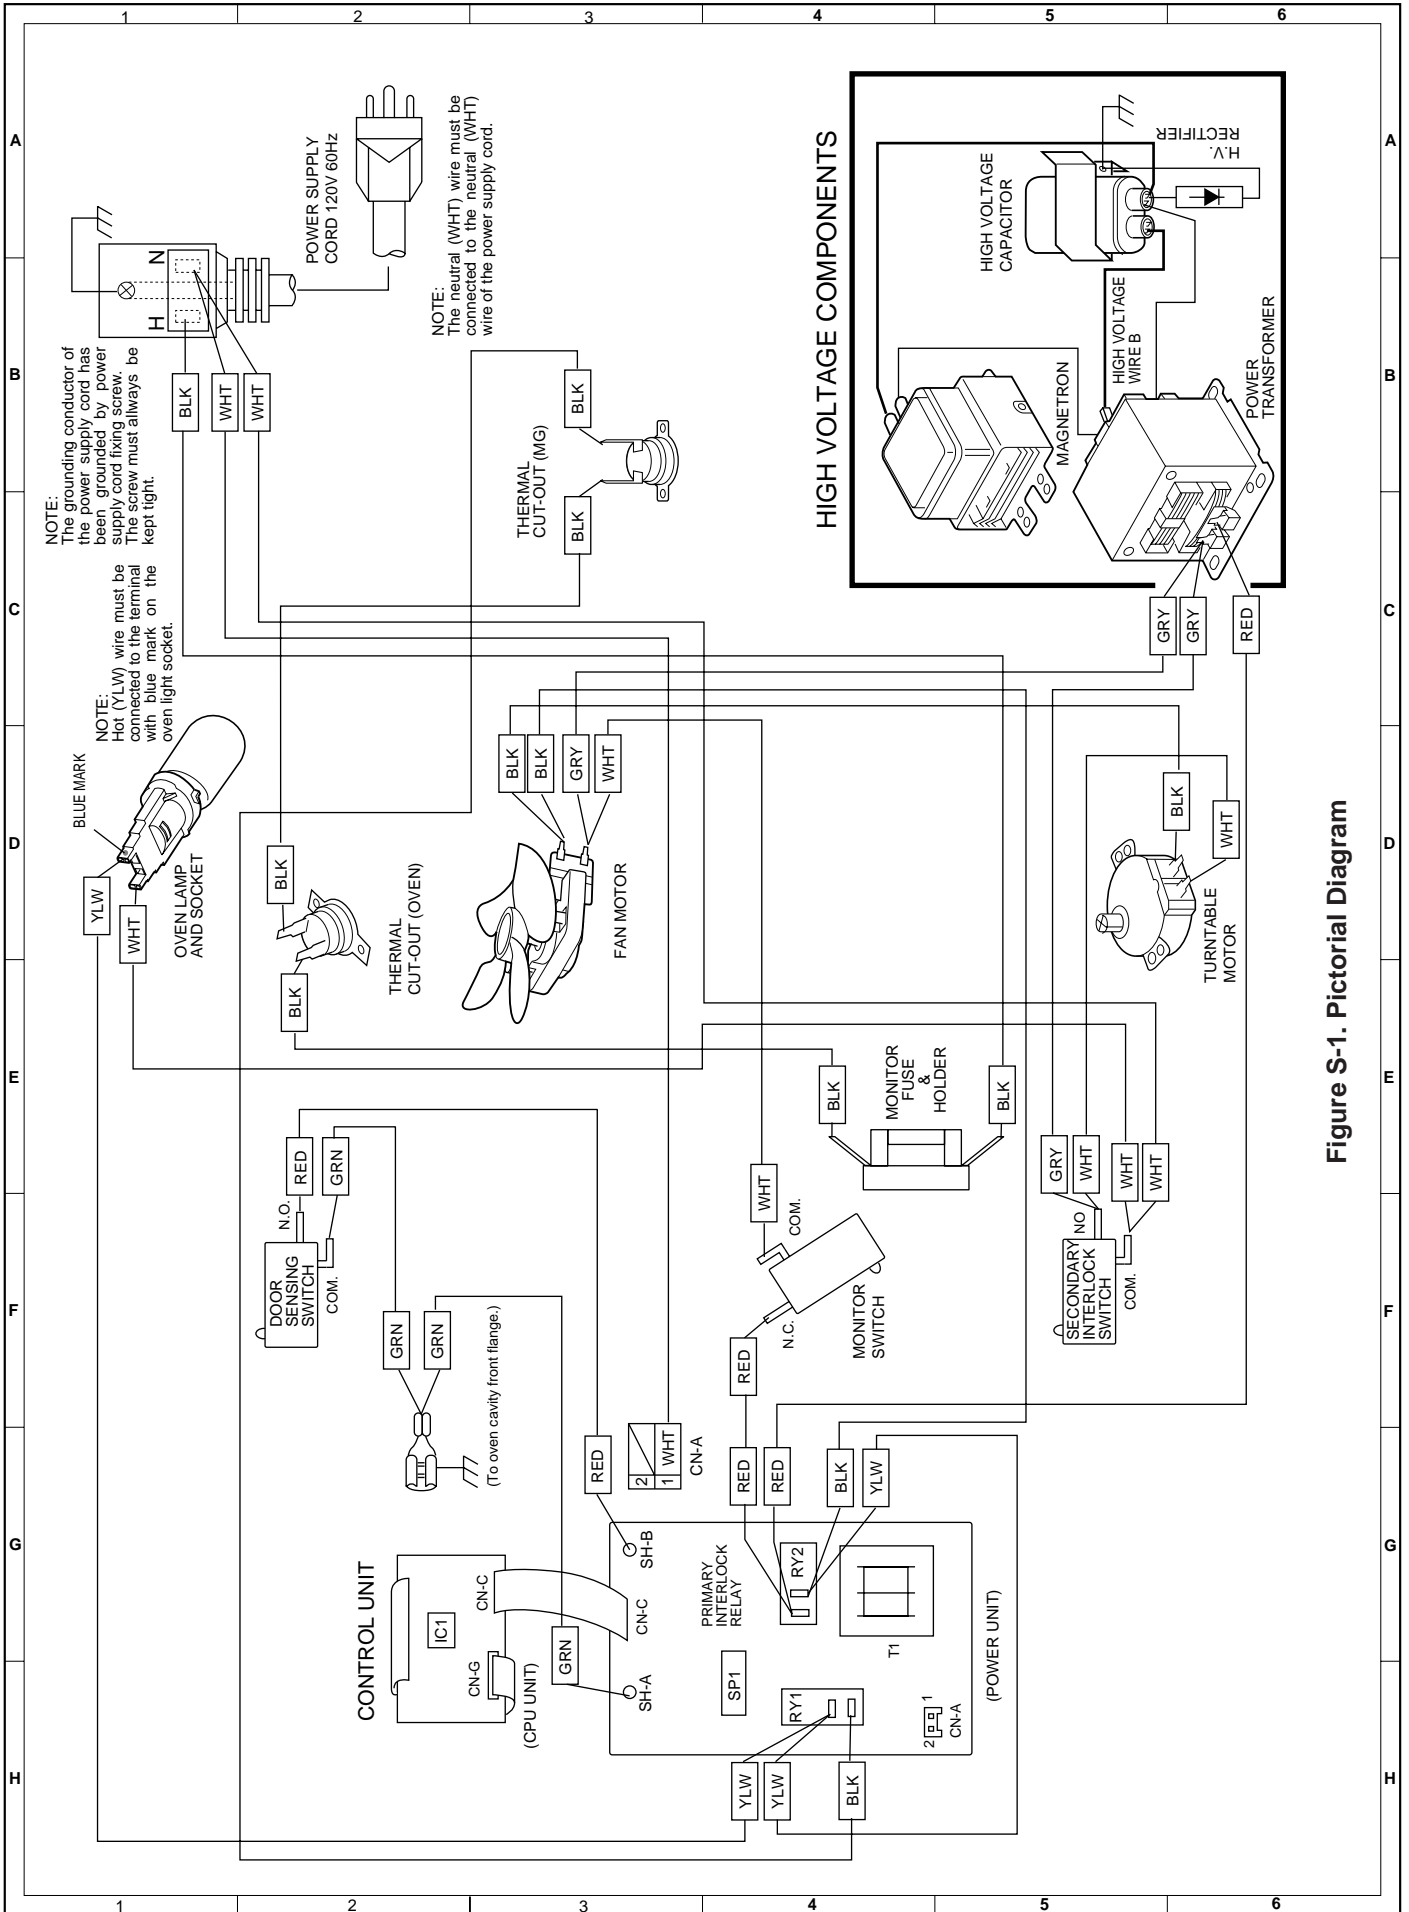 1
2
3
4
5
6
A
B
C
D
E
F
G
H
A
B
C
D
E
F
G
H
1
2
3
4
5
6
POWER SUPPLY
CORD 120V 60Hz
NOTE:
The neutral (WHT) wire must be
connected to the neutral (WHT)
wire of the power supply cord.
H
N
BLK
WHT
WHT
NOTE:
The grounding conductor of
the power supply cord has
been grounded by power
supply cord fixing screw.
The screw must allways be
kept tight.
NOTE:
Hot (YLW) wire must be
connected to the terminal
with blue mark on the
oven light socket.
BLUE MARK
YLW
WHT
OVEN LAMP
AND SOCKET
THERMAL
CUT-OUT (MG)
BLK
BLK
HIGH VOLTAGE COMPONENTS
H.V.
RECTIFIER
HIGH VOLTAGE
CAPACITOR
HIGH VOLTAGE
WIRE B
MAGNETRON
POWER
TRANSFORMER
GRY
GRY
RED
BLK
BLK
THERMAL
CUT-OUT (OVEN)
BLK
BLK
GRY
WHT
FAN MOTOR
BLK
WHT
TURNTABLE
MOTOR
BLK
MONITOR
FUSE
&
HOLDER
BLK
RED
GRN
N.O.
DOOR
SENSING
SWITCH
COM.
GRN
GRN
(To oven cavity front flange.)
WHT
COM.
N.C.
MONITOR
SWITCH
RED
GRY
WHT
WHT
WHT
NO
SECONDARY
INTERLOCK
SWITCH
COM.
RED
2
1 WHT
CN-A
RED
RED
BLK
YLW
CONTROL UNIT
IC1
CN-C
CN-G
(CPU UNIT)
GRN
CN-C
SH-B
SH-A
PRIMARY
INTERLOCK
RELAY
RY2
T1
SP1
RY1
2
1
CN-A
(POWER UNIT)
YLW
YLW
BLK
Figure S-1. Pictorial Diagram